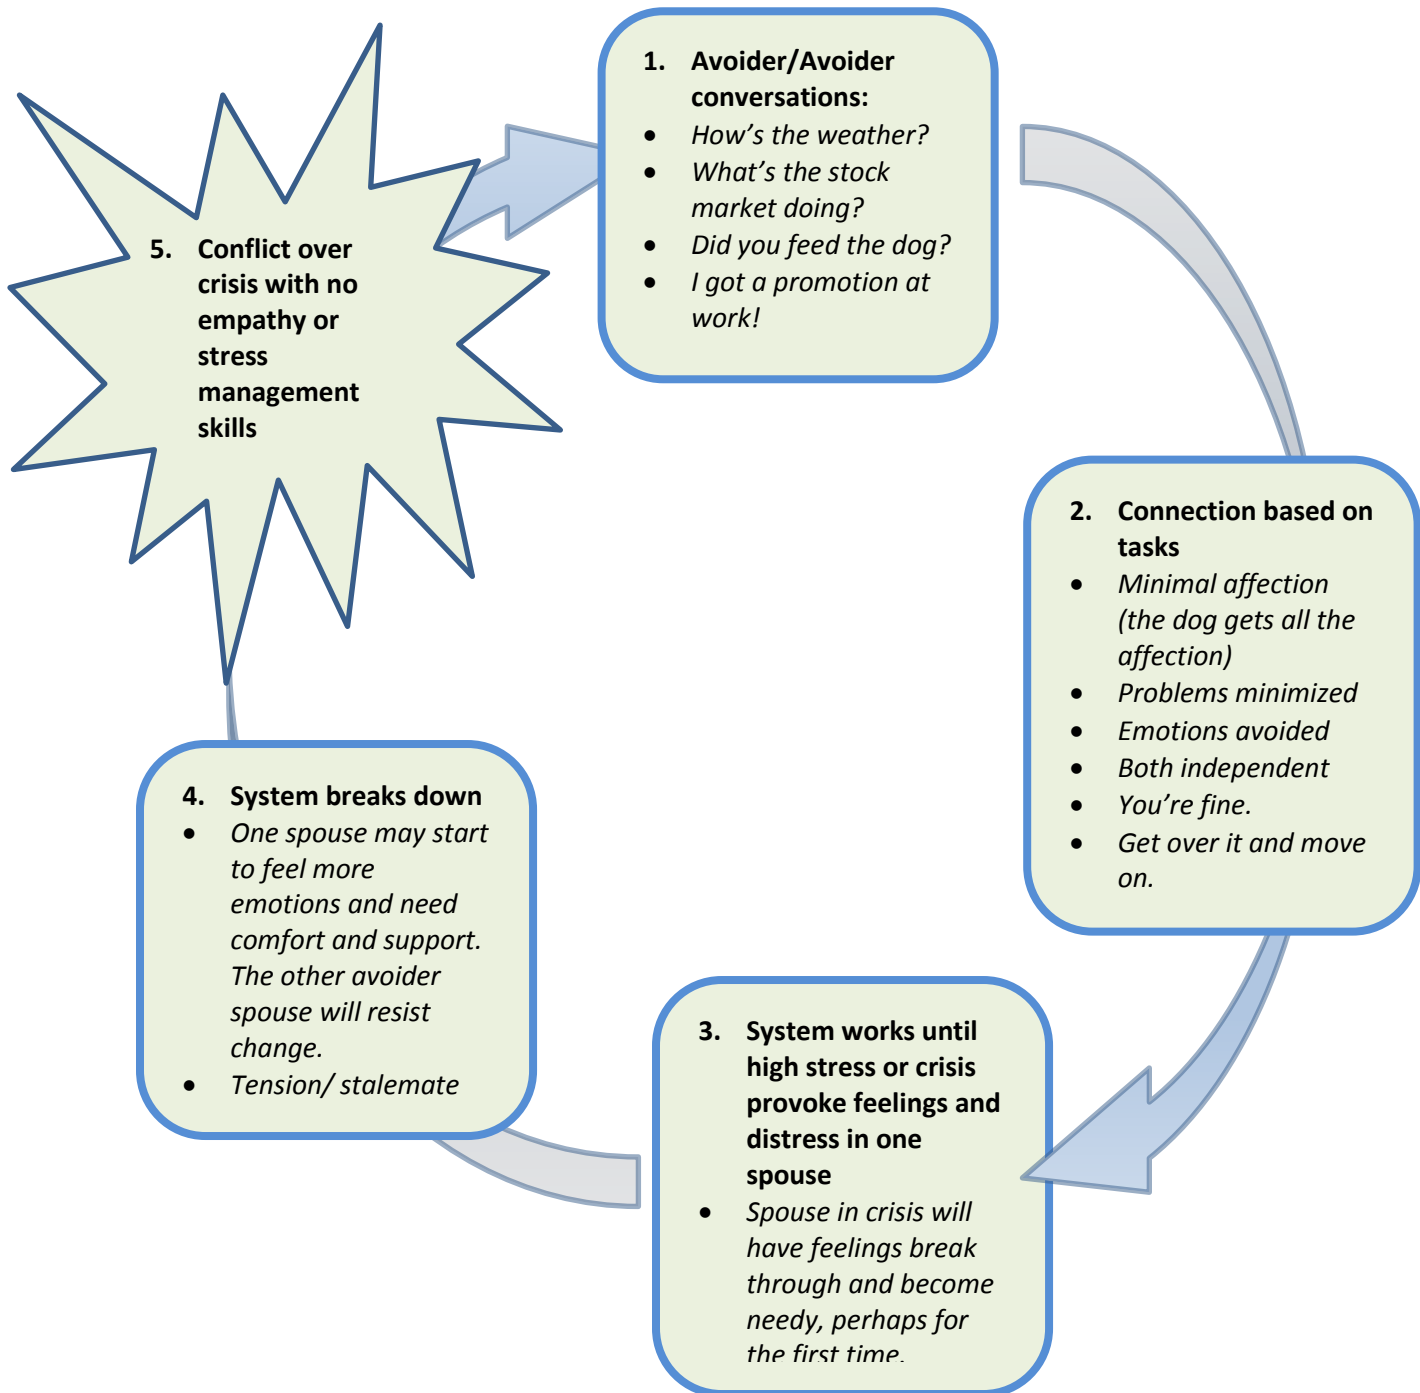 1. Avoider/Avoider
conversations:
• How’s the weather?
• What’s the stock
market doing?
• Did you feed the dog?
• I got a promotion at
work!
2. Connection based on
tasks
• Minimal affection
(the dog gets all the
affection)
• Problems minimized
• Emotions avoided
• Both independent
• You’re fine.
• Get over it and move
on.
3. System works until
high stress or crisis
provoke feelings and
distress in one
spouse
• Spouse in crisis will
have feelings break
through and become
needy, perhaps for
the first time.
4. System breaks down
• One spouse may start
to feel more
emotions and need
comfort and support.
The other avoider
spouse will resist
change.
• Tension/ stalemate
5. Conflict over
crisis with no
empathy or
stress
management
skills